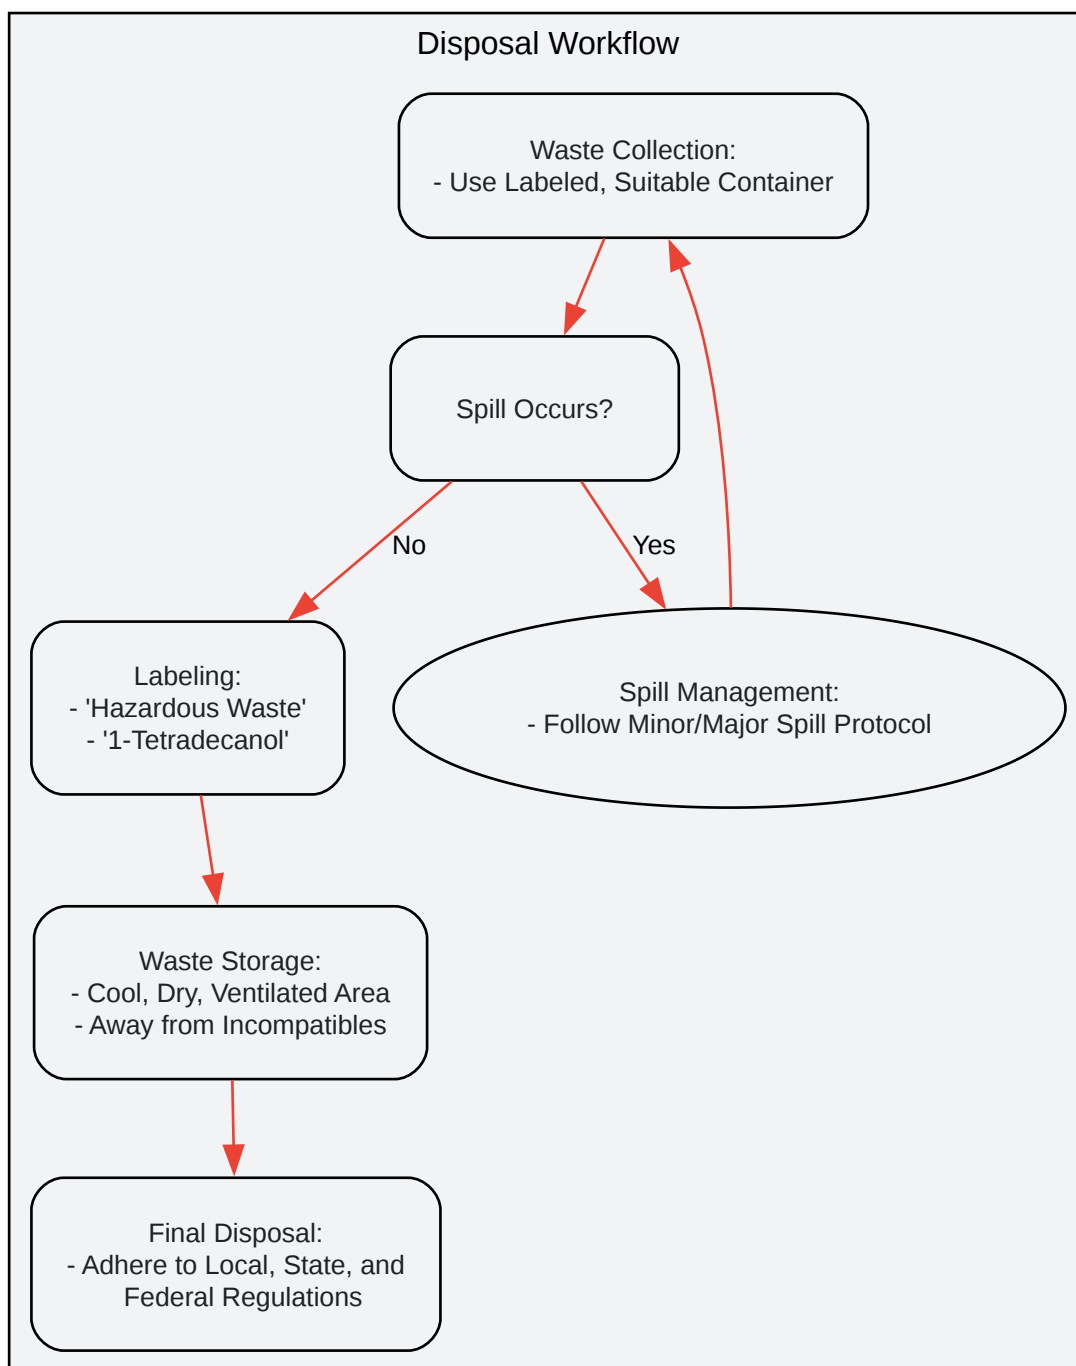 Disposal Workflow
Waste Collection:
- Use Labeled, Suitable Container
Spill Occurs?
No
Yes
Labeling:
- 'Hazardous Waste'
- '1-Tetradecanol'
Spill Management:
- Follow Minor/Major Spill Protocol
Waste Storage:
- Cool, Dry, Ventilated Area
- Away from Incompatibles
Final Disposal:
- Adhere to Local, State, and
Federal Regulations